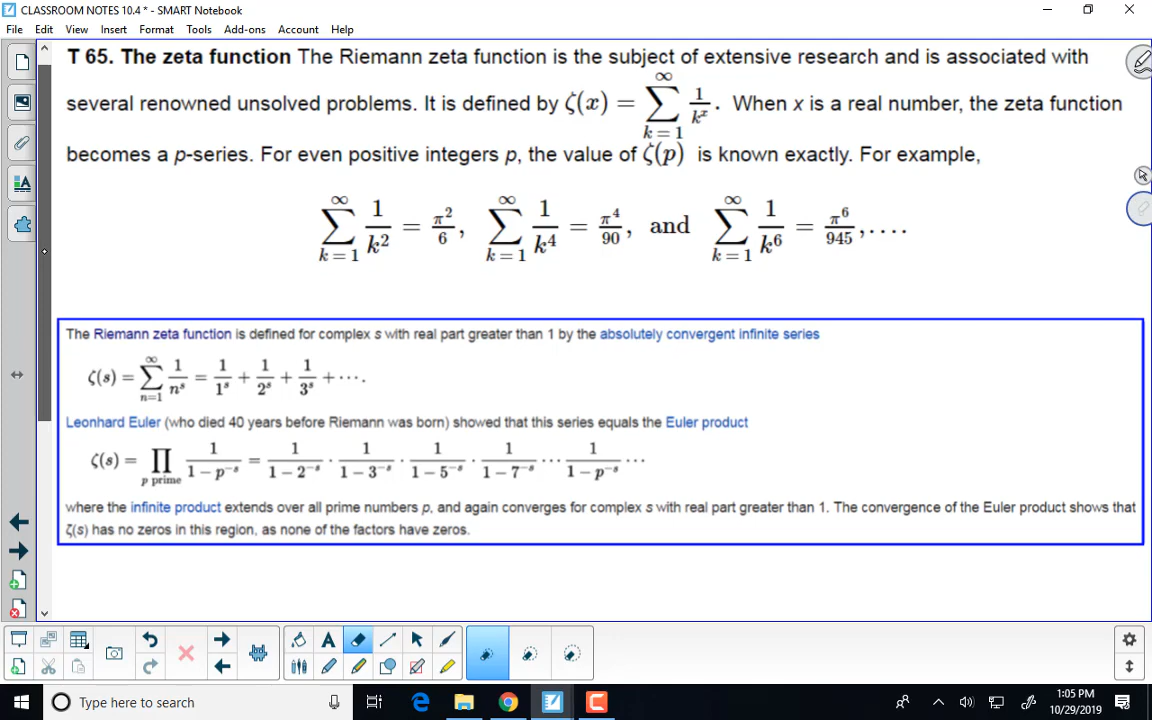 CLASSROOM NOTES 10.4 * - SMART Notebook
File Edit View Insert Format Tools Add-ons Account Help
T 65. The zeta function The Riemann zeta function is the subject of extensive research and is associated with
several renowned unsolved problems. It is defined by ζ(x) = ∑_{k=1}^{∞} 1/k^x. When x is a real number, the zeta function
becomes a p-series. For even positive integers p, the value of ζ(p) is known exactly. For example,
∑_{k=1}^{∞} 1/k^2 = π^2/6, ∑_{k=1}^{∞} 1/k^4 = π^4/90, and ∑_{k=1}^{∞} 1/k^6 = π^6/945, . . . .
The Riemann zeta function is defined for complex s with real part greater than 1 by the absolutely convergent infinite series
ζ(s) = ∑_{n=1}^{∞} 1/n^s = 1/1^s + 1/2^s + 1/3^s + ⋯.
Leonhard Euler (who died 40 years before Riemann was born) showed that this series equals the Euler product
ζ(s) = ∏_{p prime} 1/(1 − p^{−s}) = 1/(1 − 2^{−s}) · 1/(1 − 3^{−s}) · 1/(1 − 5^{−s}) · 1/(1 − 7^{−s}) ⋯ 1/(1 − p^{−s}) ⋯
where the infinite product extends over all prime numbers p, and again converges for complex s with real part greater than 1. The convergence of the Euler product shows that
ζ(s) has no zeros in this region, as none of the factors have zeros.
Type here to search
1:05 PM
10/29/2019